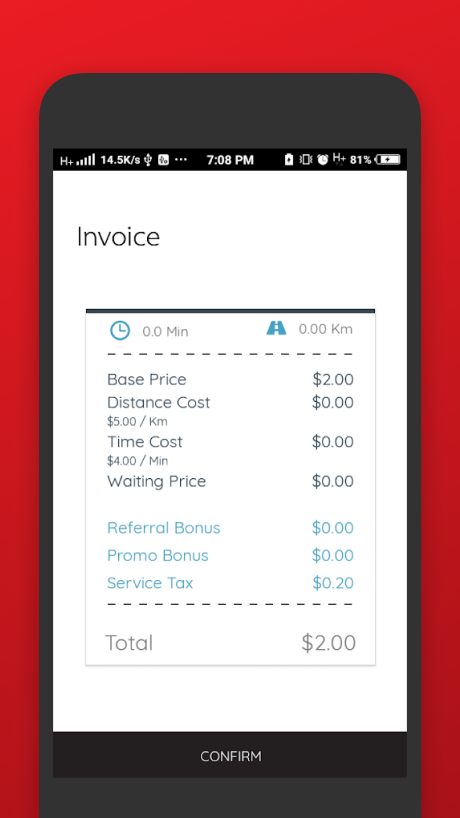 H+ 14.5K/s ... 7:08 PM H+ 81%
Invoice
0.0 Min 0.00 Km
Base Price $2.00
Distance Cost $0.00
$5.00 / Km
Time Cost $0.00
$4.00 / Min
Waiting Price $0.00
Referral Bonus $0.00
Promo Bonus $0.00
Service Tax $0.20
Total $2.00
CONFIRM